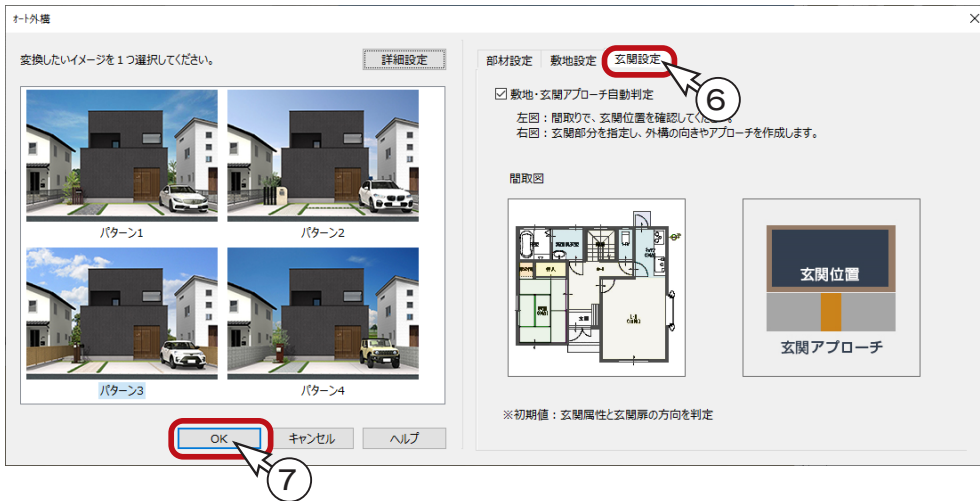 オート外構
×
変換したいイメージを1つ選択してください。
詳細設定
パターン1
パターン2
パターン3
パターン4
OK
キャンセル
ヘルプ
7
部材設定
敷地設定
玄関設定
6
敷地・玄関アプローチ自動判定
左図:間取りで、玄関位置を確認してください。
右図:玄関部分を指定し、外構の向きやアプローチを作成します。
間取図
玄関
玄関位置
玄関アプローチ
※初期値:玄関属性と玄関扉の方向を判定